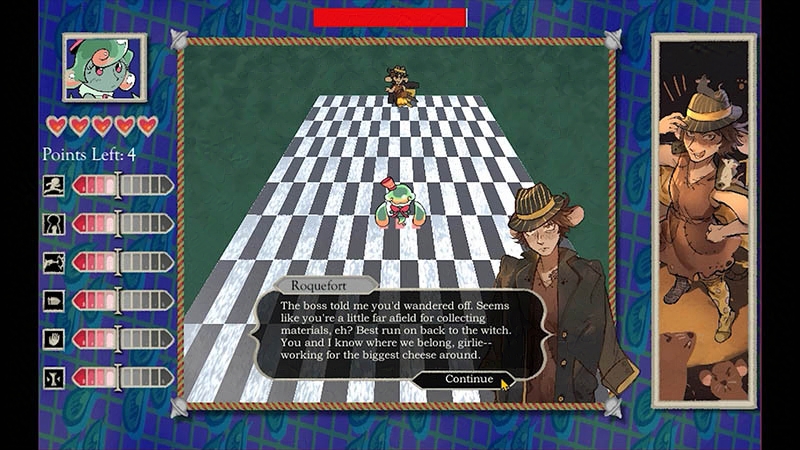 Points Left: 4
Roquefort
The boss told me you'd wandered off. Seems
like you're a little far afield for collecting
materials, eh? Best run on back to the witch.
You and I know where we belong, girlie--
working for the biggest cheese around.
Continue